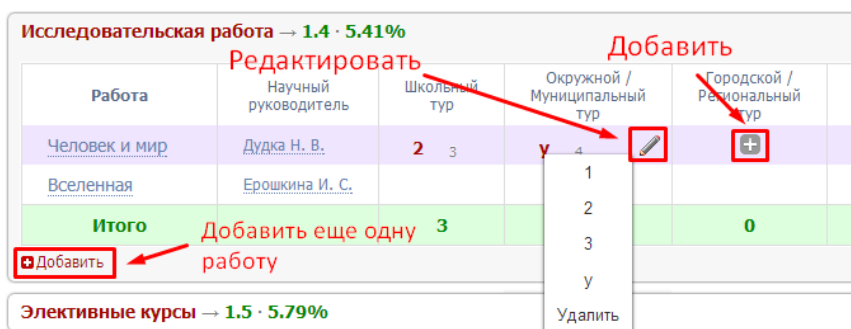 Исследовательская работа → 1.4 · 5.41%
Редактировать
Добавить
Работа
Научный
руководитель
Школьный
тур
Окружной /
Муниципальный
тур
Городской /
Региональный
тур
Человек и мир
Дудка Н. В.
2 3
у 4
Вселенная
Ерошкина И. С.
1
2
3
у
Удалить
Итого
3
0
Добавить еще одну
работу
Добавить
Элективные курсы → 1.5 · 5.79%